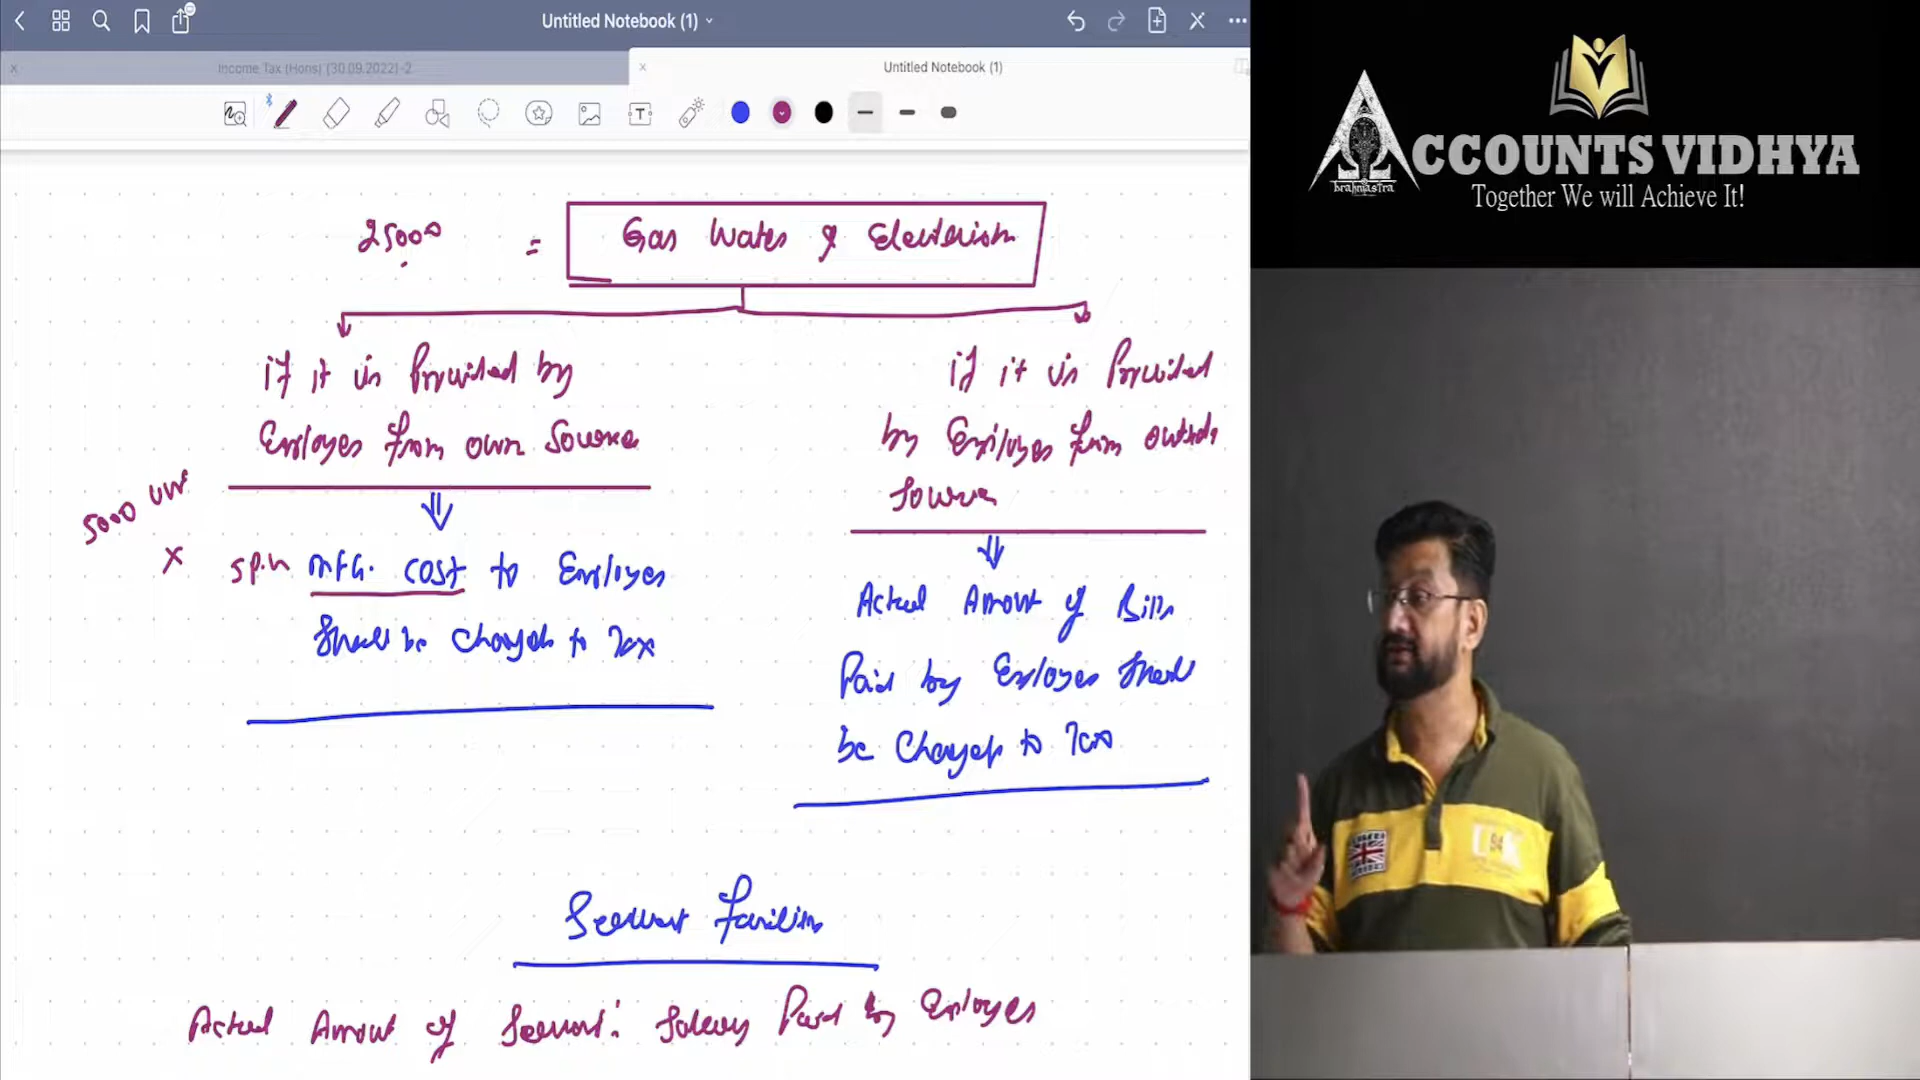 Untitled Notebook (1)
Income Tax (Hons) (30.09.2022)-2
Untitled Notebook (1)
ACCOUNTS VIDHYA
brahmastra
Together We will Achieve It!
25000 = Gas Water & Electricity
if it is Provided by
Employer from own Source
if it is Provided
by Employer from outside
Source
5000 unit
x 5 p.u
Mfg. COST to Employer
Shall be Charged to Tax
Actual Amount of Bills
Paid by Employer Shall
be Charged to Tax
Servant Facility
Actual Amount of Servant's Salary Paid by Employer